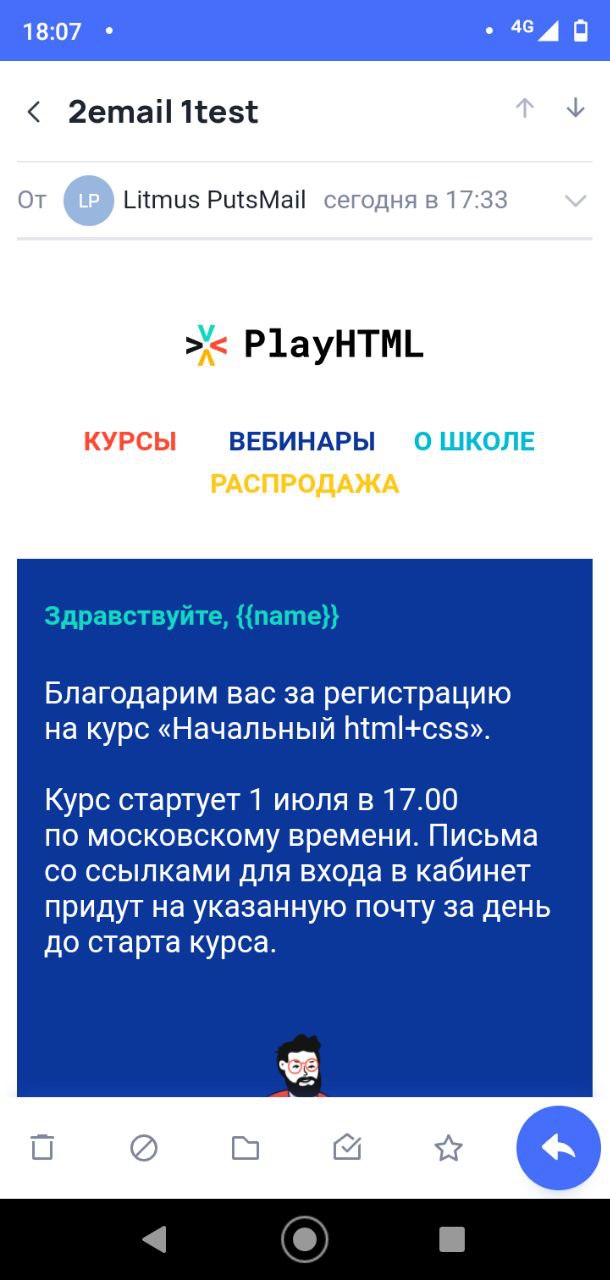 18:07
4G
2email 1test
От LP Litmus PutsMail сегодня в 17:33
PlayHTML
КУРСЫ ВЕБИНАРЫ О ШКОЛЕ
РАСПРОДАЖА
Здравствуйте, {{name}}
Благодарим вас за регистрацию
на курс «Начальный html+css».
Курс стартует 1 июля в 17.00
по московскому времени. Письма
со ссылками для входа в кабинет
придут на указанную почту за день
до старта курса.